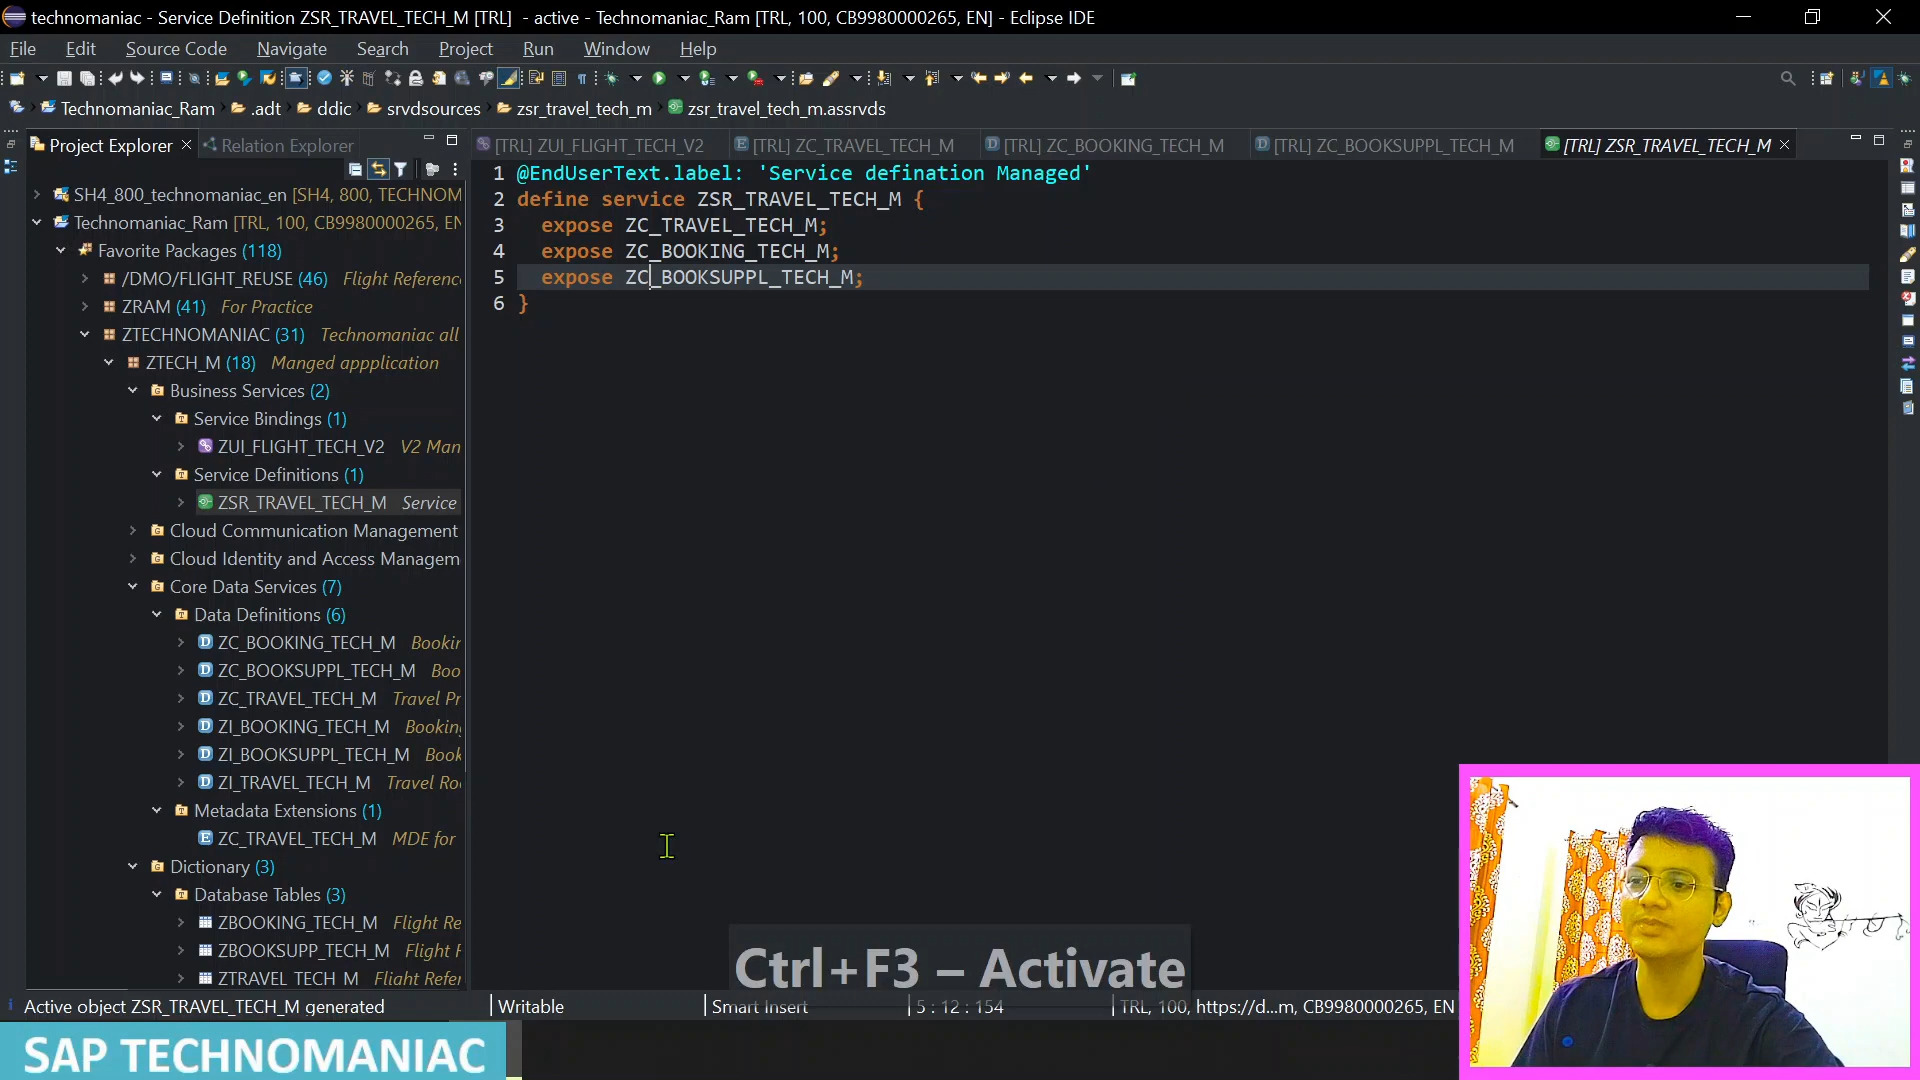 technomaniac - Service Definition ZSR_TRAVEL_TECH_M [TRL] - active - Technomaniac_Ram [TRL, 100, CB9980000265, EN] - Eclipse IDE
File Edit Source Code Navigate Search Project Run Window Help
Technomaniac_Ram .adt ddic srvdsources zsr_travel_tech_m zsr_travel_tech_m.assrvds
Project Explorer Relation Explorer
[TRL] ZUI_FLIGHT_TECH_V2 [TRL] ZC_TRAVEL_TECH_M [TRL] ZC_BOOKING_TECH_M [TRL] ZC_BOOKSUPPL_TECH_M [TRL] ZSR_TRAVEL_TECH_M
SH4_800_technomaniac_en [SH4, 800, TECHNOM
Technomaniac_Ram [TRL, 100, CB9980000265, EN
Favorite Packages (118)
/DMO/FLIGHT_REUSE (46) Flight Referenc
ZRAM (41) For Practice
ZTECHNOMANIAC (31) Technomaniac all
ZTECH_M (18) Manged appplication
Business Services (2)
Service Bindings (1)
ZUI_FLIGHT_TECH_V2 V2 Man
Service Definitions (1)
ZSR_TRAVEL_TECH_M Service
Cloud Communication Management
Cloud Identity and Access Managem
Core Data Services (7)
Data Definitions (6)
ZC_BOOKING_TECH_M Bookin
ZC_BOOKSUPPL_TECH_M Boo
ZC_TRAVEL_TECH_M Travel Pr
ZI_BOOKING_TECH_M Booking
ZI_BOOKSUPPL_TECH_M Book
ZI_TRAVEL_TECH_M Travel Ro
Metadata Extensions (1)
ZC_TRAVEL_TECH_M MDE for
Dictionary (3)
Database Tables (3)
ZBOOKING_TECH_M Flight Re
ZBOOKSUPP_TECH_M Flight R
ZTRAVEL_TECH_M Flight Refer
1 @EndUserText.label: 'Service defination Managed'
2 define service ZSR_TRAVEL_TECH_M {
3 expose ZC_TRAVEL_TECH_M;
4 expose ZC_BOOKING_TECH_M;
5 expose ZC_BOOKSUPPL_TECH_M;
6 }
Ctrl+F3 – Activate
Active object ZSR_TRAVEL_TECH_M generated Writable Smart Insert 5 : 12 : 154 TRL, 100, https://d...m, CB9980000265, EN
SAP TECHNOMANIAC